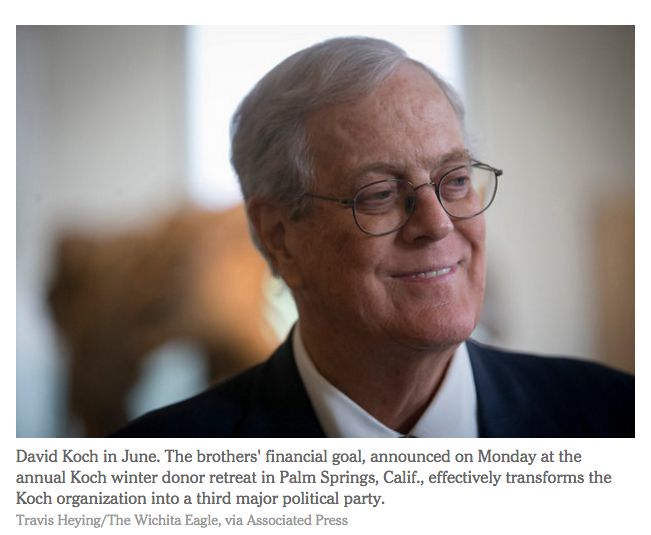 David Koch in June. The brothers' financial goal, announced on Monday at the
annual Koch winter donor retreat in Palm Springs, Calif., effectively transforms the
Koch organization into a third major political party.
Travis Heying/The Wichita Eagle, via Associated Press